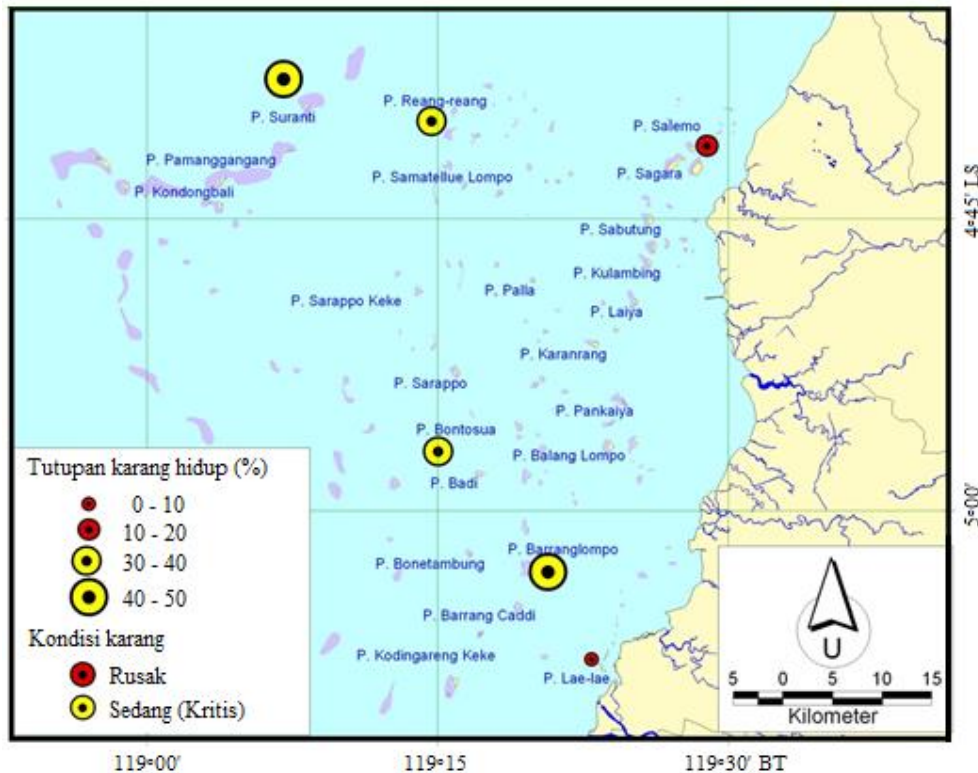 P. Suranti
P. Reang-reang
P. Salemo
P. Pamanggangang
P. Kondongbali
P. Samatellue Lompo
P. Sagara
4°45' LS
P. Sabutung
P. Kulambing
P. Sarappo Keke
P. Palla
P. Laiya
P. Karanrang
P. Sarappo
P. Pankaiya
P. Bontosua
P. Balang Lompo
P. Badi
5°00'
P. Bonetambung
P. Barranglompo
P. Barrang Caddi
P. Kodingareng Keke
P. Lae-lae
Tutupan karang hidup (%)
0 - 10
10 - 20
30 - 40
40 - 50
Kondisi karang
Rusak
Sedang (Kritis)
U
5 0 5 10 15
Kilometer
119°00'
119°15
119°30' BT